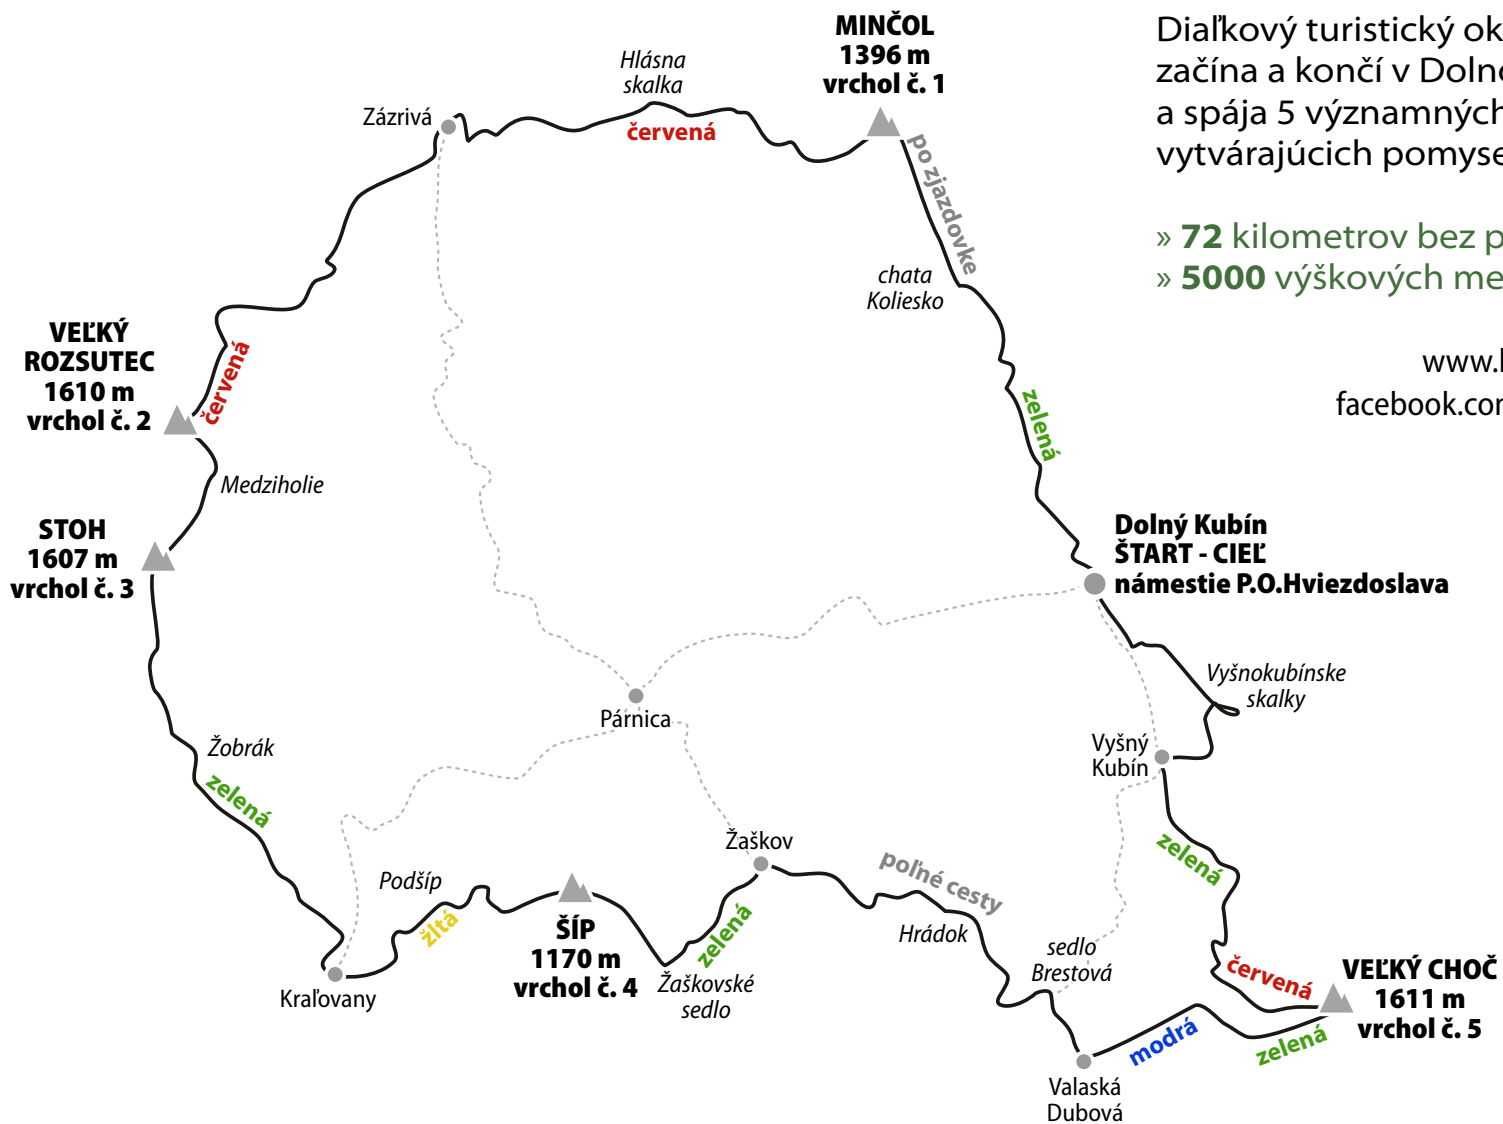 MINČOL
1396 m
vrchol č. 1
Hlásna
skalka
Zázrivá
červená
po zjazdovke
chata
Koliesko
Diaľkový turistický ok
začína a končí v Dolno
a spája 5 významných
vytvárajúcich pomyse
» 72 kilometrov bez p
» 5000 výškových me
www.
facebook.com
VEĽKÝ
ROZSUTEC
1610 m
vrchol č. 2
červená
zelená
Medziholie
STOH
1607 m
vrchol č. 3
Dolný Kubín
ŠTART - CIEĽ
námestie P.O.Hviezdoslava
Vyšnokubínske
skalky
Párnica
Vyšný
Kubín
Žobrák
zelená
Žaškov
poľné cesty
zelená
Podšíp
žltá
ŠÍP
1170 m
vrchol č. 4
zelená
Žaškovské
sedlo
Hrádok
sedlo
Brestová
Kraľovany
červená
VEĽKÝ CHOČ
1611 m
vrchol č. 5
modrá
zelená
Valaská
Dubová